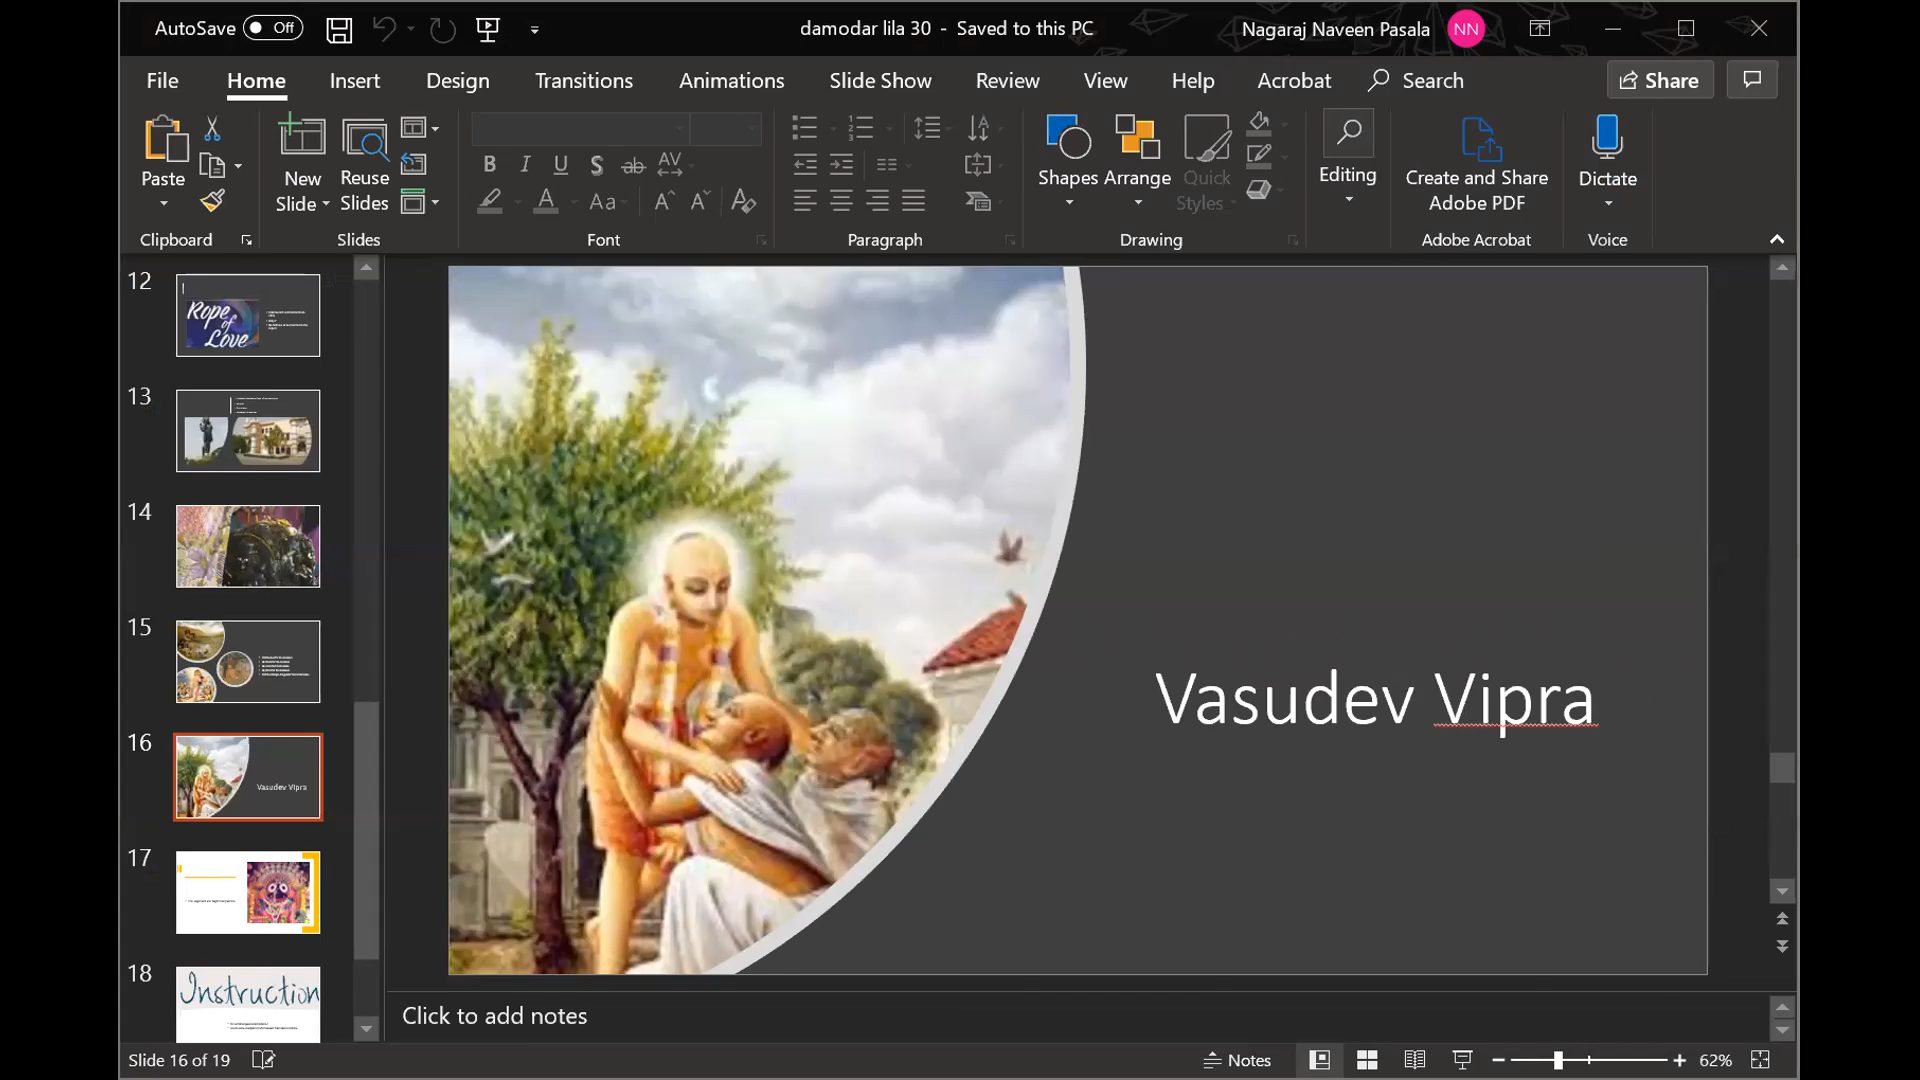 AutoSave Off
damodar lila 30 - Saved to this PC
Nagaraj Naveen Pasala NN
File Home Insert Design Transitions Animations Slide Show Review View Help Acrobat Search Share
Paste
New Slide
Reuse Slides
Shapes Arrange Quick Styles
Editing
Create and Share Adobe PDF
Dictate
Clipboard Slides Font Paragraph Drawing Adobe Acrobat Voice
12
Rope of Love
13
14
15
16
Vasudev Vipra
17
18
Instruction
Vasudev Vipra
Click to add notes
Slide 16 of 19
Notes
62%